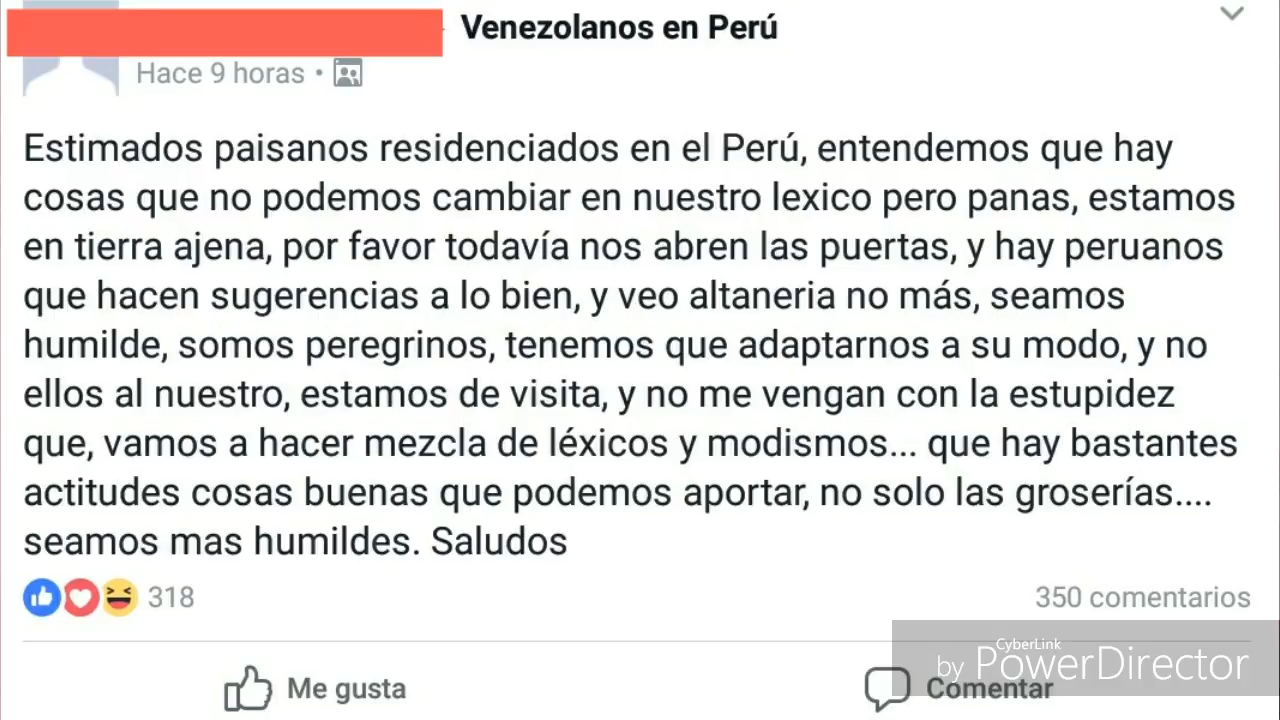 Venezolanos en Perú
Hace 9 horas •
Estimados paisanos residenciados en el Perú, entendemos que hay
cosas que no podemos cambiar en nuestro lexico pero panas, estamos
en tierra ajena, por favor todavía nos abren las puertas, y hay peruanos
que hacen sugerencias a lo bien, y veo altaneria no más, seamos
humilde, somos peregrinos, tenemos que adaptarnos a su modo, y no
ellos al nuestro, estamos de visita, y no me vengan con la estupidez
que, vamos a hacer mezcla de léxicos y modismos... que hay bastantes
actitudes cosas buenas que podemos aportar, no solo las groserías....
seamos mas humildes. Saludos
318 350 comentarios
CyberLink
by PowerDirector
Me gusta Comentar